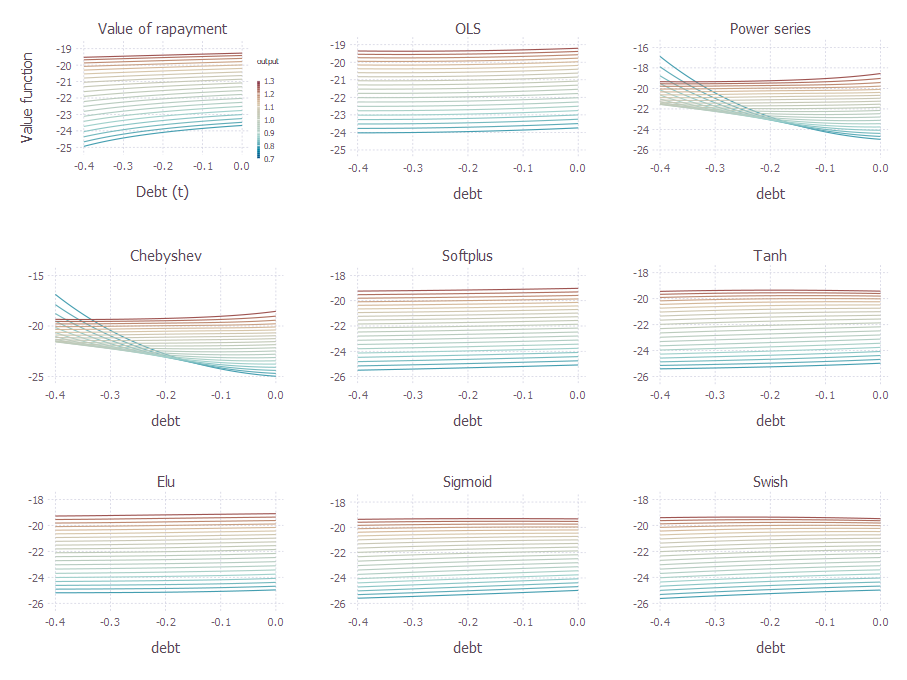 Value of rapayment
OLS
Power series
Value function
-19
-20
-21
-22
-23
-24
-25
output
1.3
1.2
1.1
1.0
0.9
0.8
0.7
-0.4 -0.3 -0.2 -0.1 0.0
Debt (t)
-19
-20
-21
-22
-23
-24
-25
-0.4 -0.3 -0.2 -0.1 0.0
debt
-16
-18
-20
-22
-24
-26
-0.4 -0.3 -0.2 -0.1 0.0
debt
Chebyshev
Softplus
Tanh
-15
-20
-25
-0.4 -0.3 -0.2 -0.1 0.0
debt
-18
-20
-22
-24
-26
-0.4 -0.3 -0.2 -0.1 0.0
debt
-18
-20
-22
-24
-26
-0.4 -0.3 -0.2 -0.1 0.0
debt
Elu
Sigmoid
Swish
-18
-20
-22
-24
-26
-0.4 -0.3 -0.2 -0.1 0.0
debt
-18
-20
-22
-24
-26
-0.4 -0.3 -0.2 -0.1 0.0
debt
-18
-20
-22
-24
-26
-0.4 -0.3 -0.2 -0.1 0.0
debt